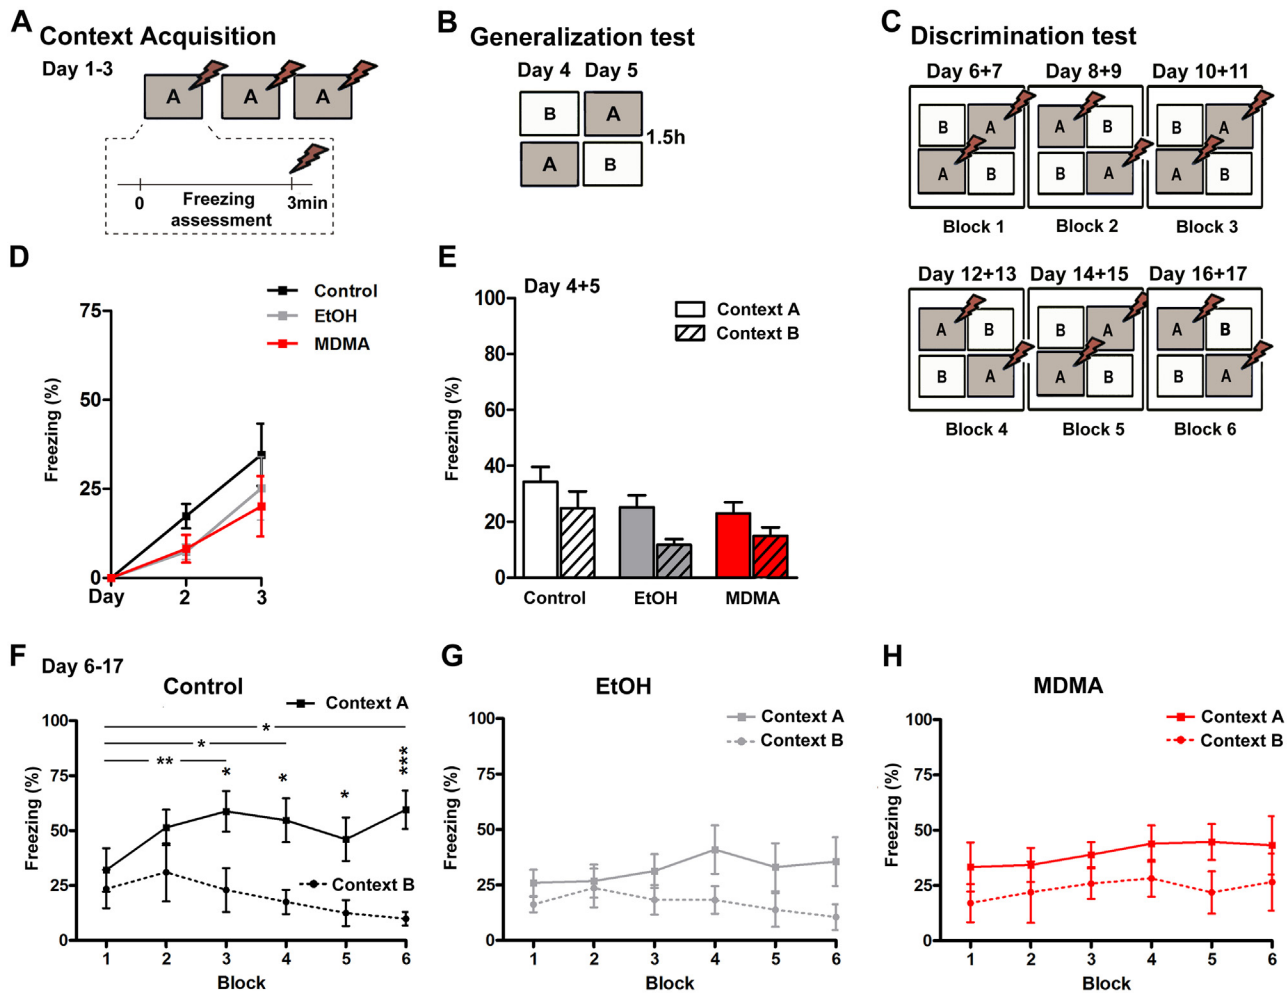 A Context Acquisition
Day 1-3
A A A
0 Freezing assessment 3min
B Generalization test
Day 4 Day 5
B A
1.5h
A B
C Discrimination test
Day 6+7 Day 8+9 Day 10+11
B A A B B A
A B B A A B
Block 1 Block 2 Block 3
Day 12+13 Day 14+15 Day 16+17
A B B A A B
B A A B B A
Block 4 Block 5 Block 6
D
Control
EtOH
MDMA
Freezing (%)
75
50
25
0
Day 2 3
E
Day 4+5
Context A
Context B
Freezing (%)
100
80
60
40
20
0
Control EtOH MDMA
F Day 6-17
Control
Context A
Context B
Freezing (%)
100
75
50
25
0
*
*
** * * * ***
1 2 3 4 5 6
Block
G
EtOH
Context A
Context B
Freezing (%)
100
75
50
25
0
1 2 3 4 5 6
Block
H
MDMA
Context A
Context B
Freezing (%)
100
75
50
25
0
1 2 3 4 5 6
Block